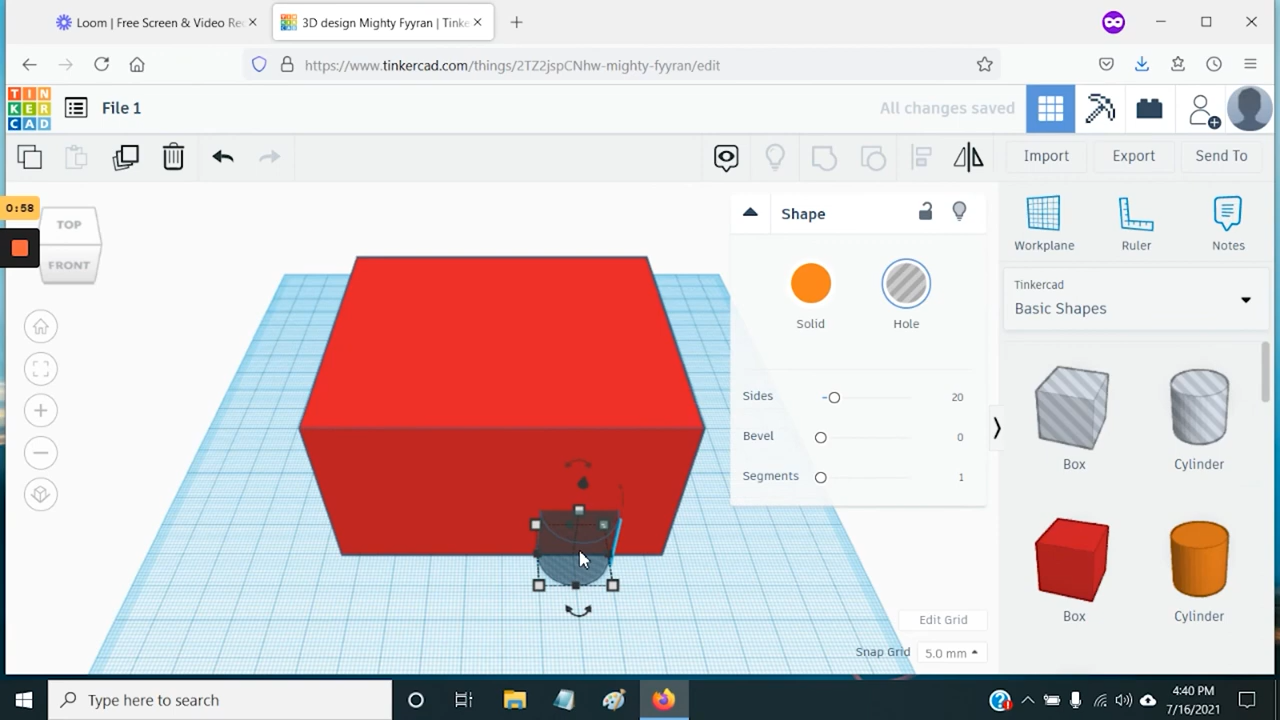 Loom | Free Screen & Video Re
3D design Mighty Fyyran | Tinke
https://www.tinkercad.com/things/2TZ2jspCNhw-mighty-fyyran/edit
TIN
KER
CAD
File 1
All changes saved
Import
Export
Send To
0:58
TOP
FRONT
Shape
Solid
Hole
Sides
20
Bevel
0
Segments
1
Workplane
Ruler
Notes
Tinkercad
Basic Shapes
Box
Cylinder
Box
Cylinder
Edit Grid
Snap Grid
5.0 mm
Type here to search
4:40 PM
7/16/2021